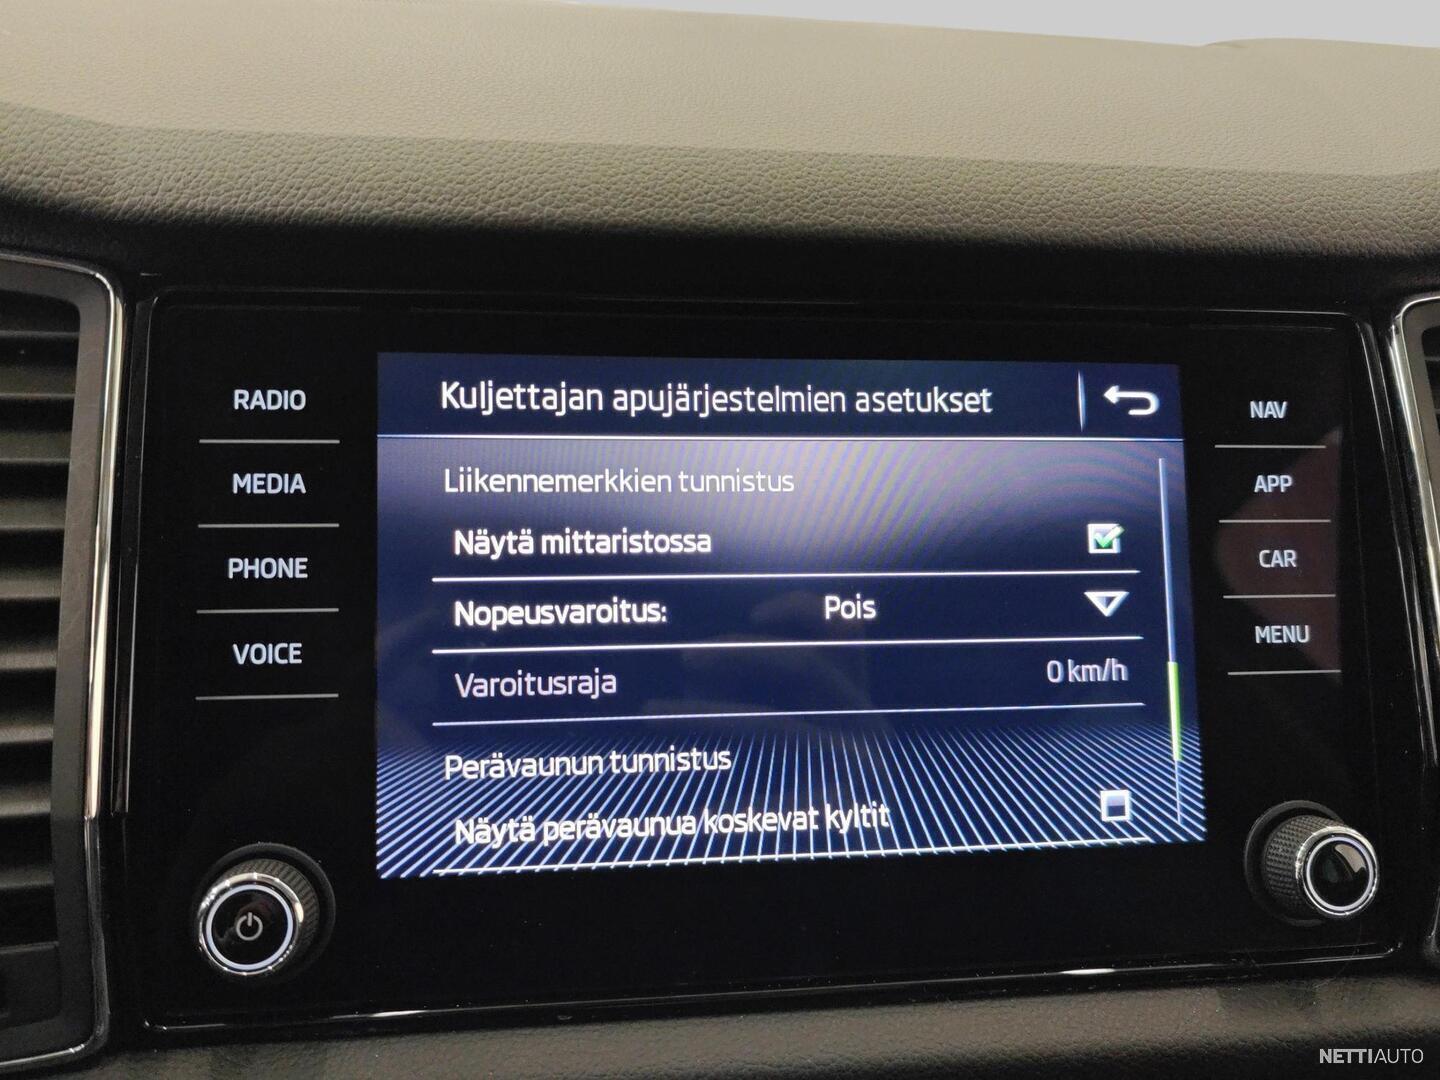 Kuljettajan apujärjestelmien asetukset
RADIO
MEDIA
PHONE
VOICE
Liikennemerkkien tunnistus
Näytä mittaristossa
Nopeusvaroitus: Pois
Varoitusraja 0 km/h
Perävaunun tunnistus
Näytä perävaunua koskevat kyltit
NAV
APP
CAR
MENU
NETTIAUTO